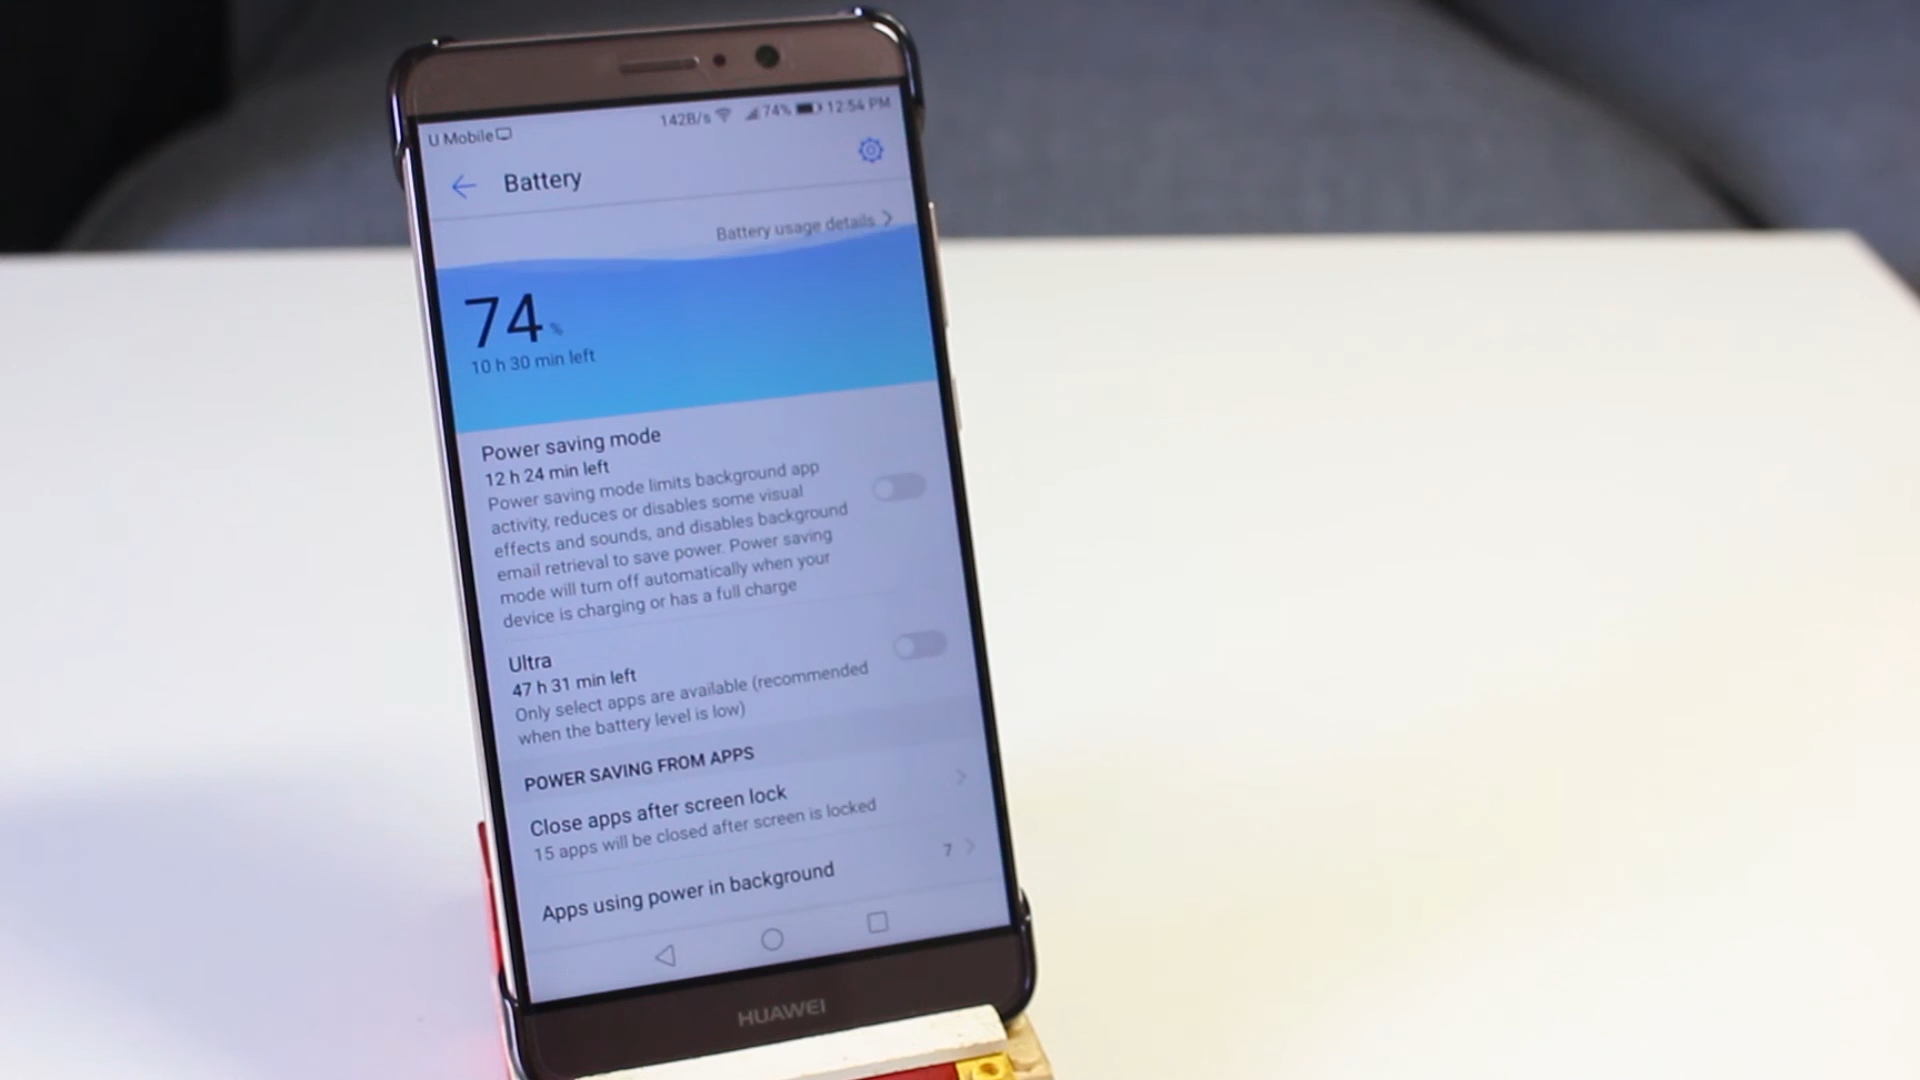 U Mobile 142B/s 74% 12:54 PM
Battery
Battery usage details
74 %
10 h 30 min left
Power saving mode
12 h 24 min left
Power saving mode limits background app
activity, reduces or disables some visual
effects and sounds, and disables background
email retrieval to save power. Power saving
mode will turn off automatically when your
device is charging or has a full charge
Ultra
47 h 31 min left
Only select apps are available (recommended
when the battery level is low)
POWER SAVING FROM APPS
Close apps after screen lock
15 apps will be closed after screen is locked
Apps using power in background 7
HUAWEI